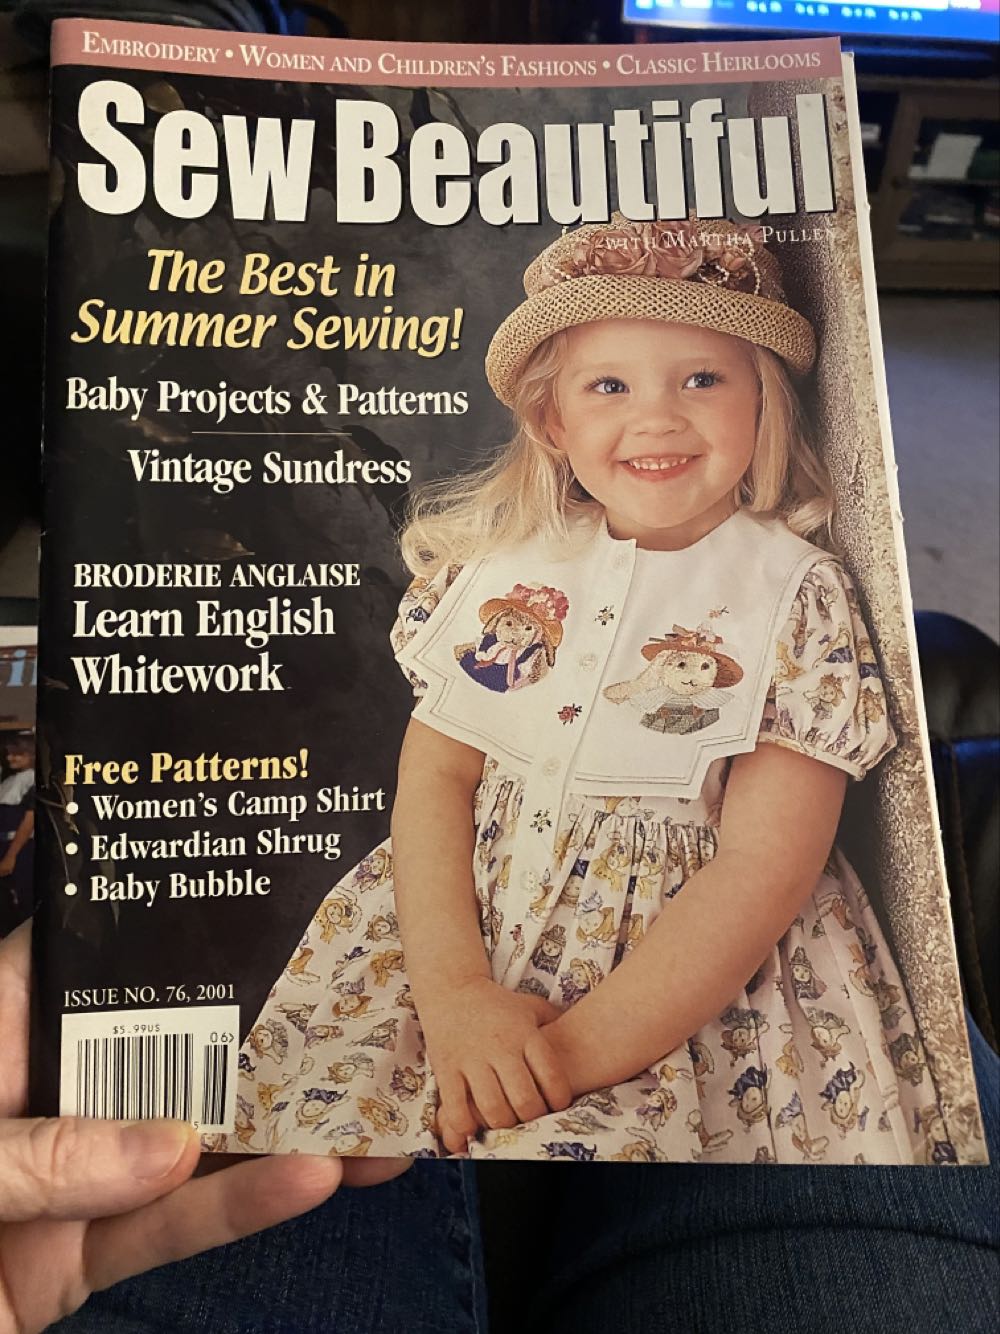 EMBROIDERY • WOMEN AND CHILDREN'S FASHIONS • CLASSIC HEIRLOOMS
Sew Beautiful
WITH MARTHA PULLEN
The Best in
Summer Sewing!
Baby Projects & Patterns
Vintage Sundress
BRODERIE ANGLAISE
Learn English
Whitework
Free Patterns!
• Women's Camp Shirt
• Edwardian Shrug
• Baby Bubble
ISSUE NO. 76, 2001
$5.99US
06>